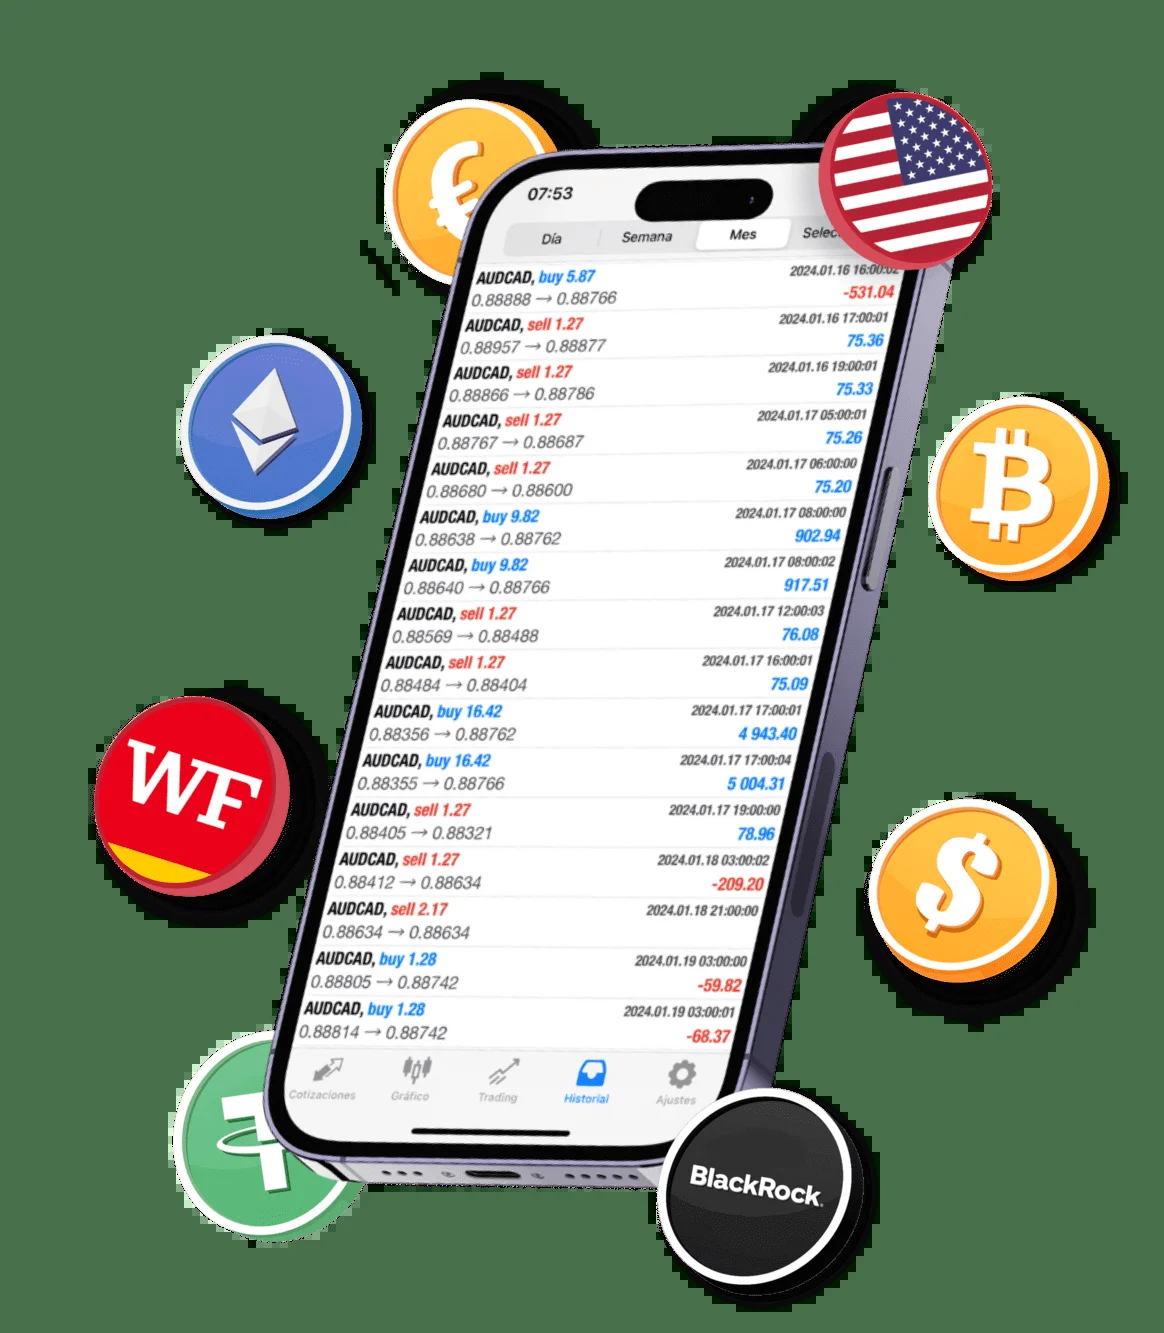 07:53
Día Semana Mes
AUDCAD, buy 5.87 2024.01.16 16:00:02
0.88888 → 0.88766 -531.04
AUDCAD, sell 1.27 2024.01.16 17:00:01
0.88957 → 0.88877 75.36
AUDCAD, sell 1.27 2024.01.16 19:00:01
0.88866 → 0.88786 75.33
AUDCAD, sell 1.27 2024.01.17 05:00:01
0.88767 → 0.88687 75.26
AUDCAD, sell 1.27 2024.01.17 06:00:00
0.88680 → 0.88600 75.20
AUDCAD, buy 9.82 2024.01.17 08:00:00
0.88638 → 0.88762 902.94
AUDCAD, buy 9.82 2024.01.17 08:00:02
0.88640 → 0.88766 917.51
AUDCAD, sell 1.27 2024.01.17 12:00:03
0.88569 → 0.88488 76.08
AUDCAD, sell 1.27 2024.01.17 16:00:01
0.88484 → 0.88404 75.09
AUDCAD, buy 16.42 2024.01.17 17:00:01
0.88356 → 0.88762 4 943.40
AUDCAD, buy 16.42 2024.01.17 17:00:04
0.88355 → 0.88766 5 004.31
AUDCAD, sell 1.27 2024.01.17 19:00:00
0.88405 → 0.88321 78.96
AUDCAD, sell 1.27 2024.01.18 03:00:02
0.88412 → 0.88634 -209.20
AUDCAD, sell 2.17 2024.01.18 21:00:00
0.88634 → 0.88634
AUDCAD, buy 1.28 2024.01.19 03:00:00
0.88805 → 0.88742 -59.82
AUDCAD, buy 1.28 2024.01.19 03:00:01
0.88814 → 0.88742 -68.37
Cotizaciones Gráfico Trading Historial Ajustes
€
WF
$
BlackRock.